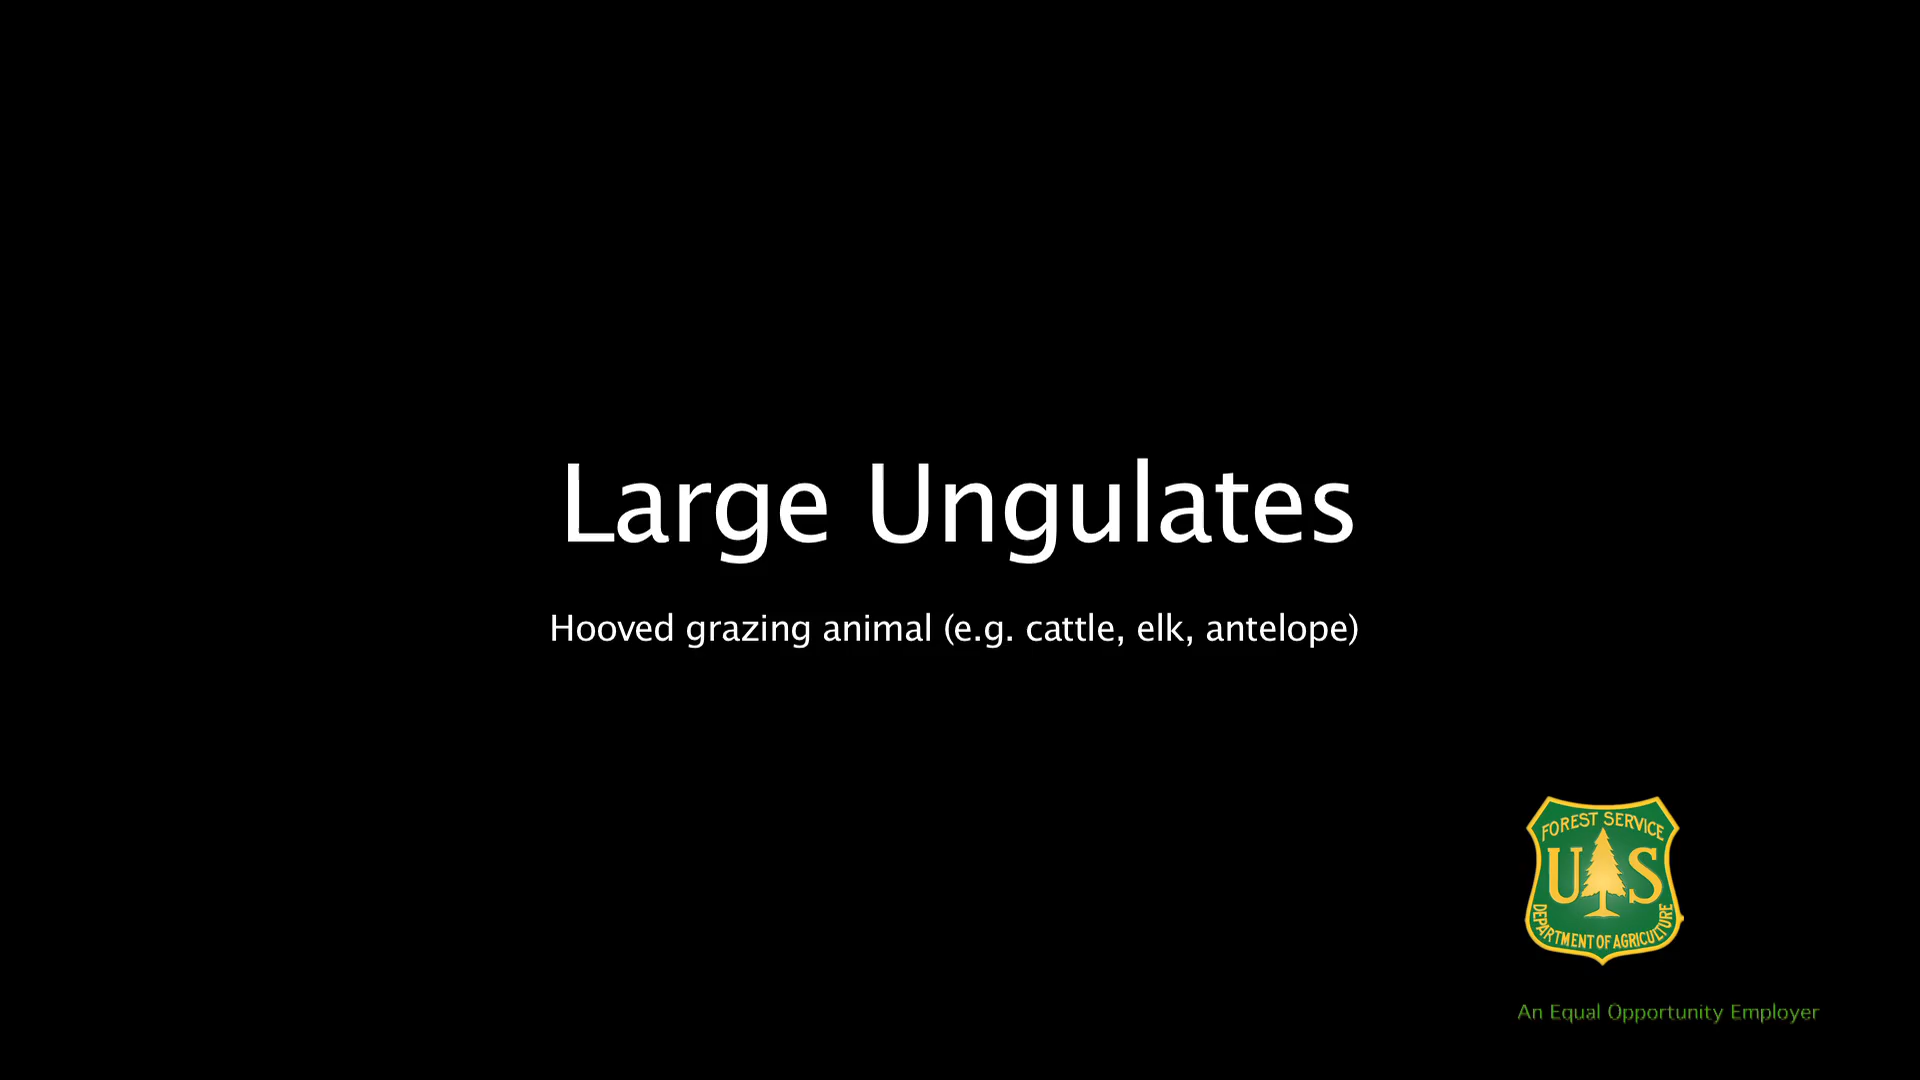 Large Ungulates
Hooved grazing animal (e.g. cattle, elk, antelope)
FOREST SERVICE
U S
DEPARTMENT OF AGRICULTURE
An Equal Opportunity Employer